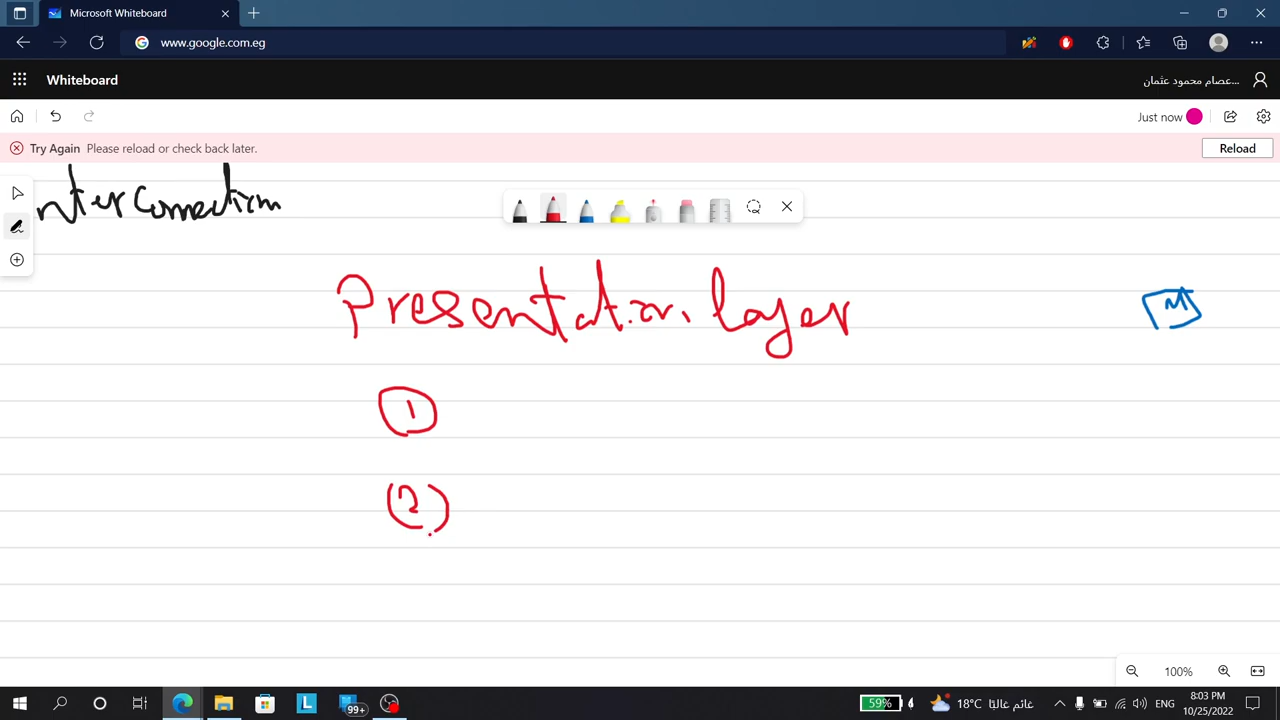 Microsoft Whiteboard
www.google.com.eg
Whiteboard
عصام محمود عثمان...
Just now
Try Again Please reload or check back later.
Reload
nterConnection
Presentation layer
M
1
(2)
100%
99+
59%
18°C غائم غالبًا
ENG
8:03 PM
10/25/2022